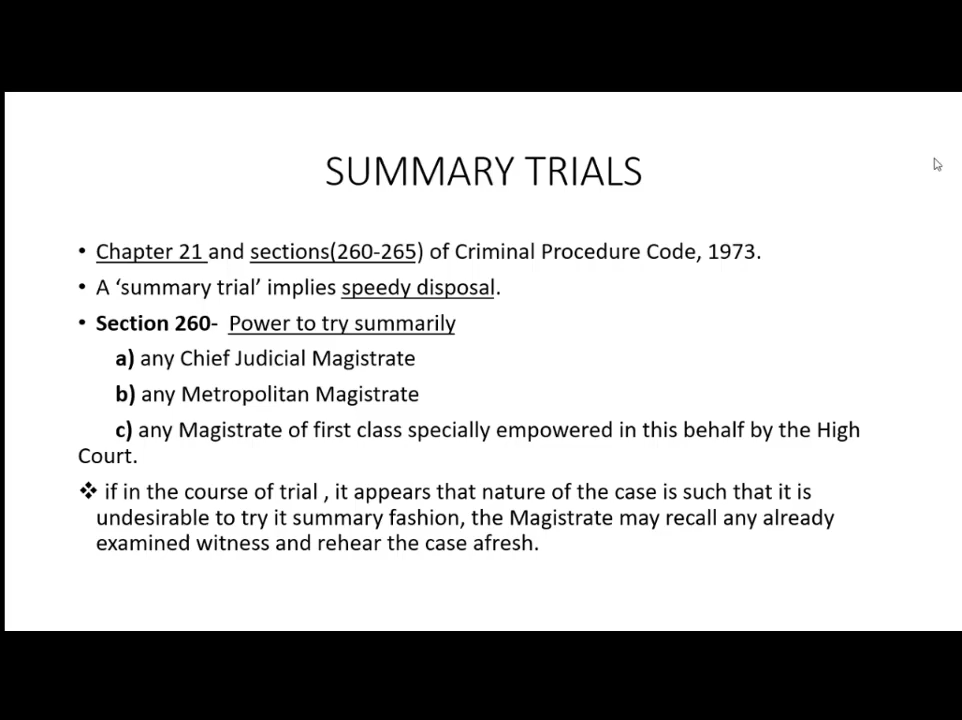 SUMMARY TRIALS
• Chapter 21 and sections(260-265) of Criminal Procedure Code, 1973.
• A ‘summary trial’ implies speedy disposal.
• Section 260- Power to try summarily
a) any Chief Judicial Magistrate
b) any Metropolitan Magistrate
c) any Magistrate of first class specially empowered in this behalf by the High
Court.
❖ if in the course of trial , it appears that nature of the case is such that it is
undesirable to try it summary fashion, the Magistrate may recall any already
examined witness and rehear the case afresh.